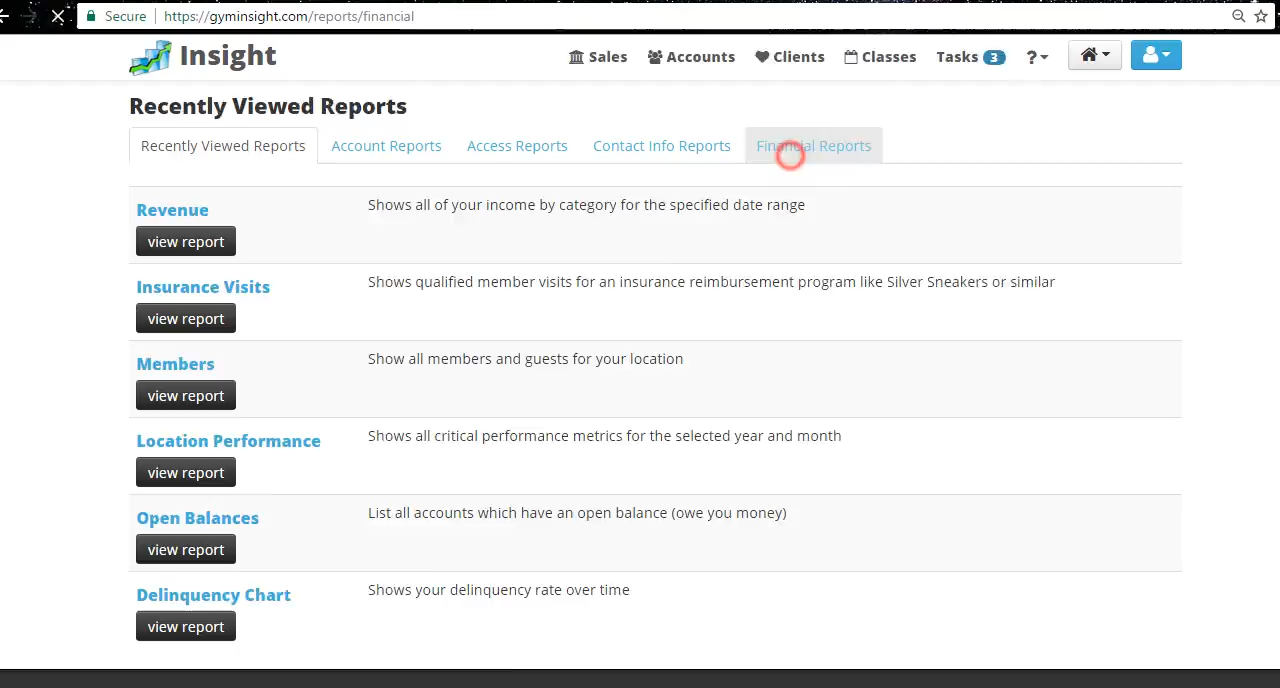 Secure https://gyminsight.com/reports/financial
Insight Sales Accounts Clients Classes Tasks 3 ?
Recently Viewed Reports
Recently Viewed Reports Account Reports Access Reports Contact Info Reports Financial Reports
Revenue Shows all of your income by category for the specified date range
view report
Insurance Visits Shows qualified member visits for an insurance reimbursement program like Silver Sneakers or similar
view report
Members Show all members and guests for your location
view report
Location Performance Shows all critical performance metrics for the selected year and month
view report
Open Balances List all accounts which have an open balance (owe you money)
view report
Delinquency Chart Shows your delinquency rate over time
view report